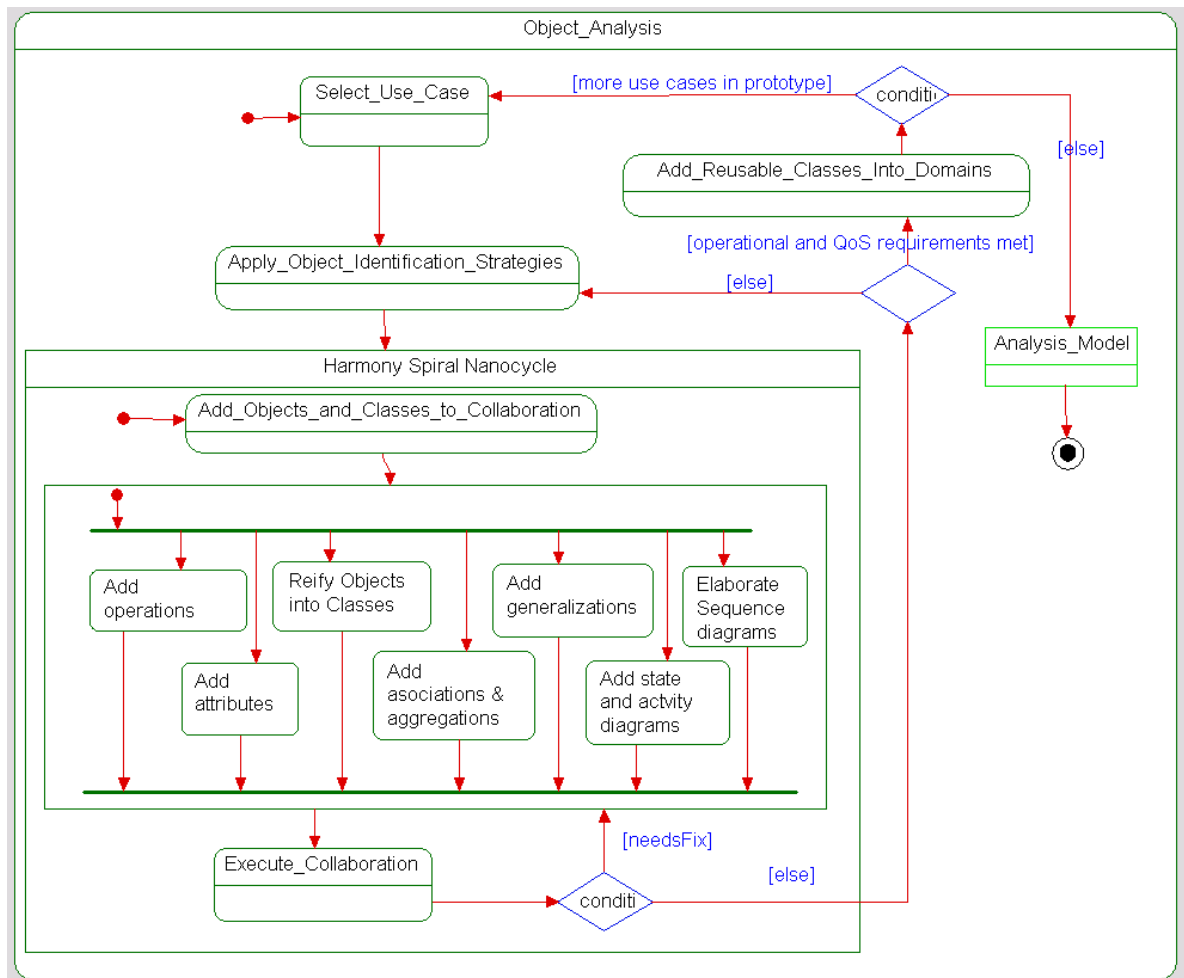 Object_Analysis
[more use cases in prototype]
Select_Use_Case
conditi
[else]
Add_Reusable_Classes_Into_Domains
[operational and QoS requirements met]
Apply_Object_Identification_Strategies
[else]
Analysis_Model
Harmony Spiral Nanocycle
Add_Objects_and_Classes_to_Collaboration
Add
operations
Reify Objects
into Classes
Add
generalizations
Elaborate
Sequence
diagrams
Add
attributes
Add
asociations &
aggregations
Add state
and actvity
diagrams
[needsFix]
Execute_Collaboration
[else]
conditi